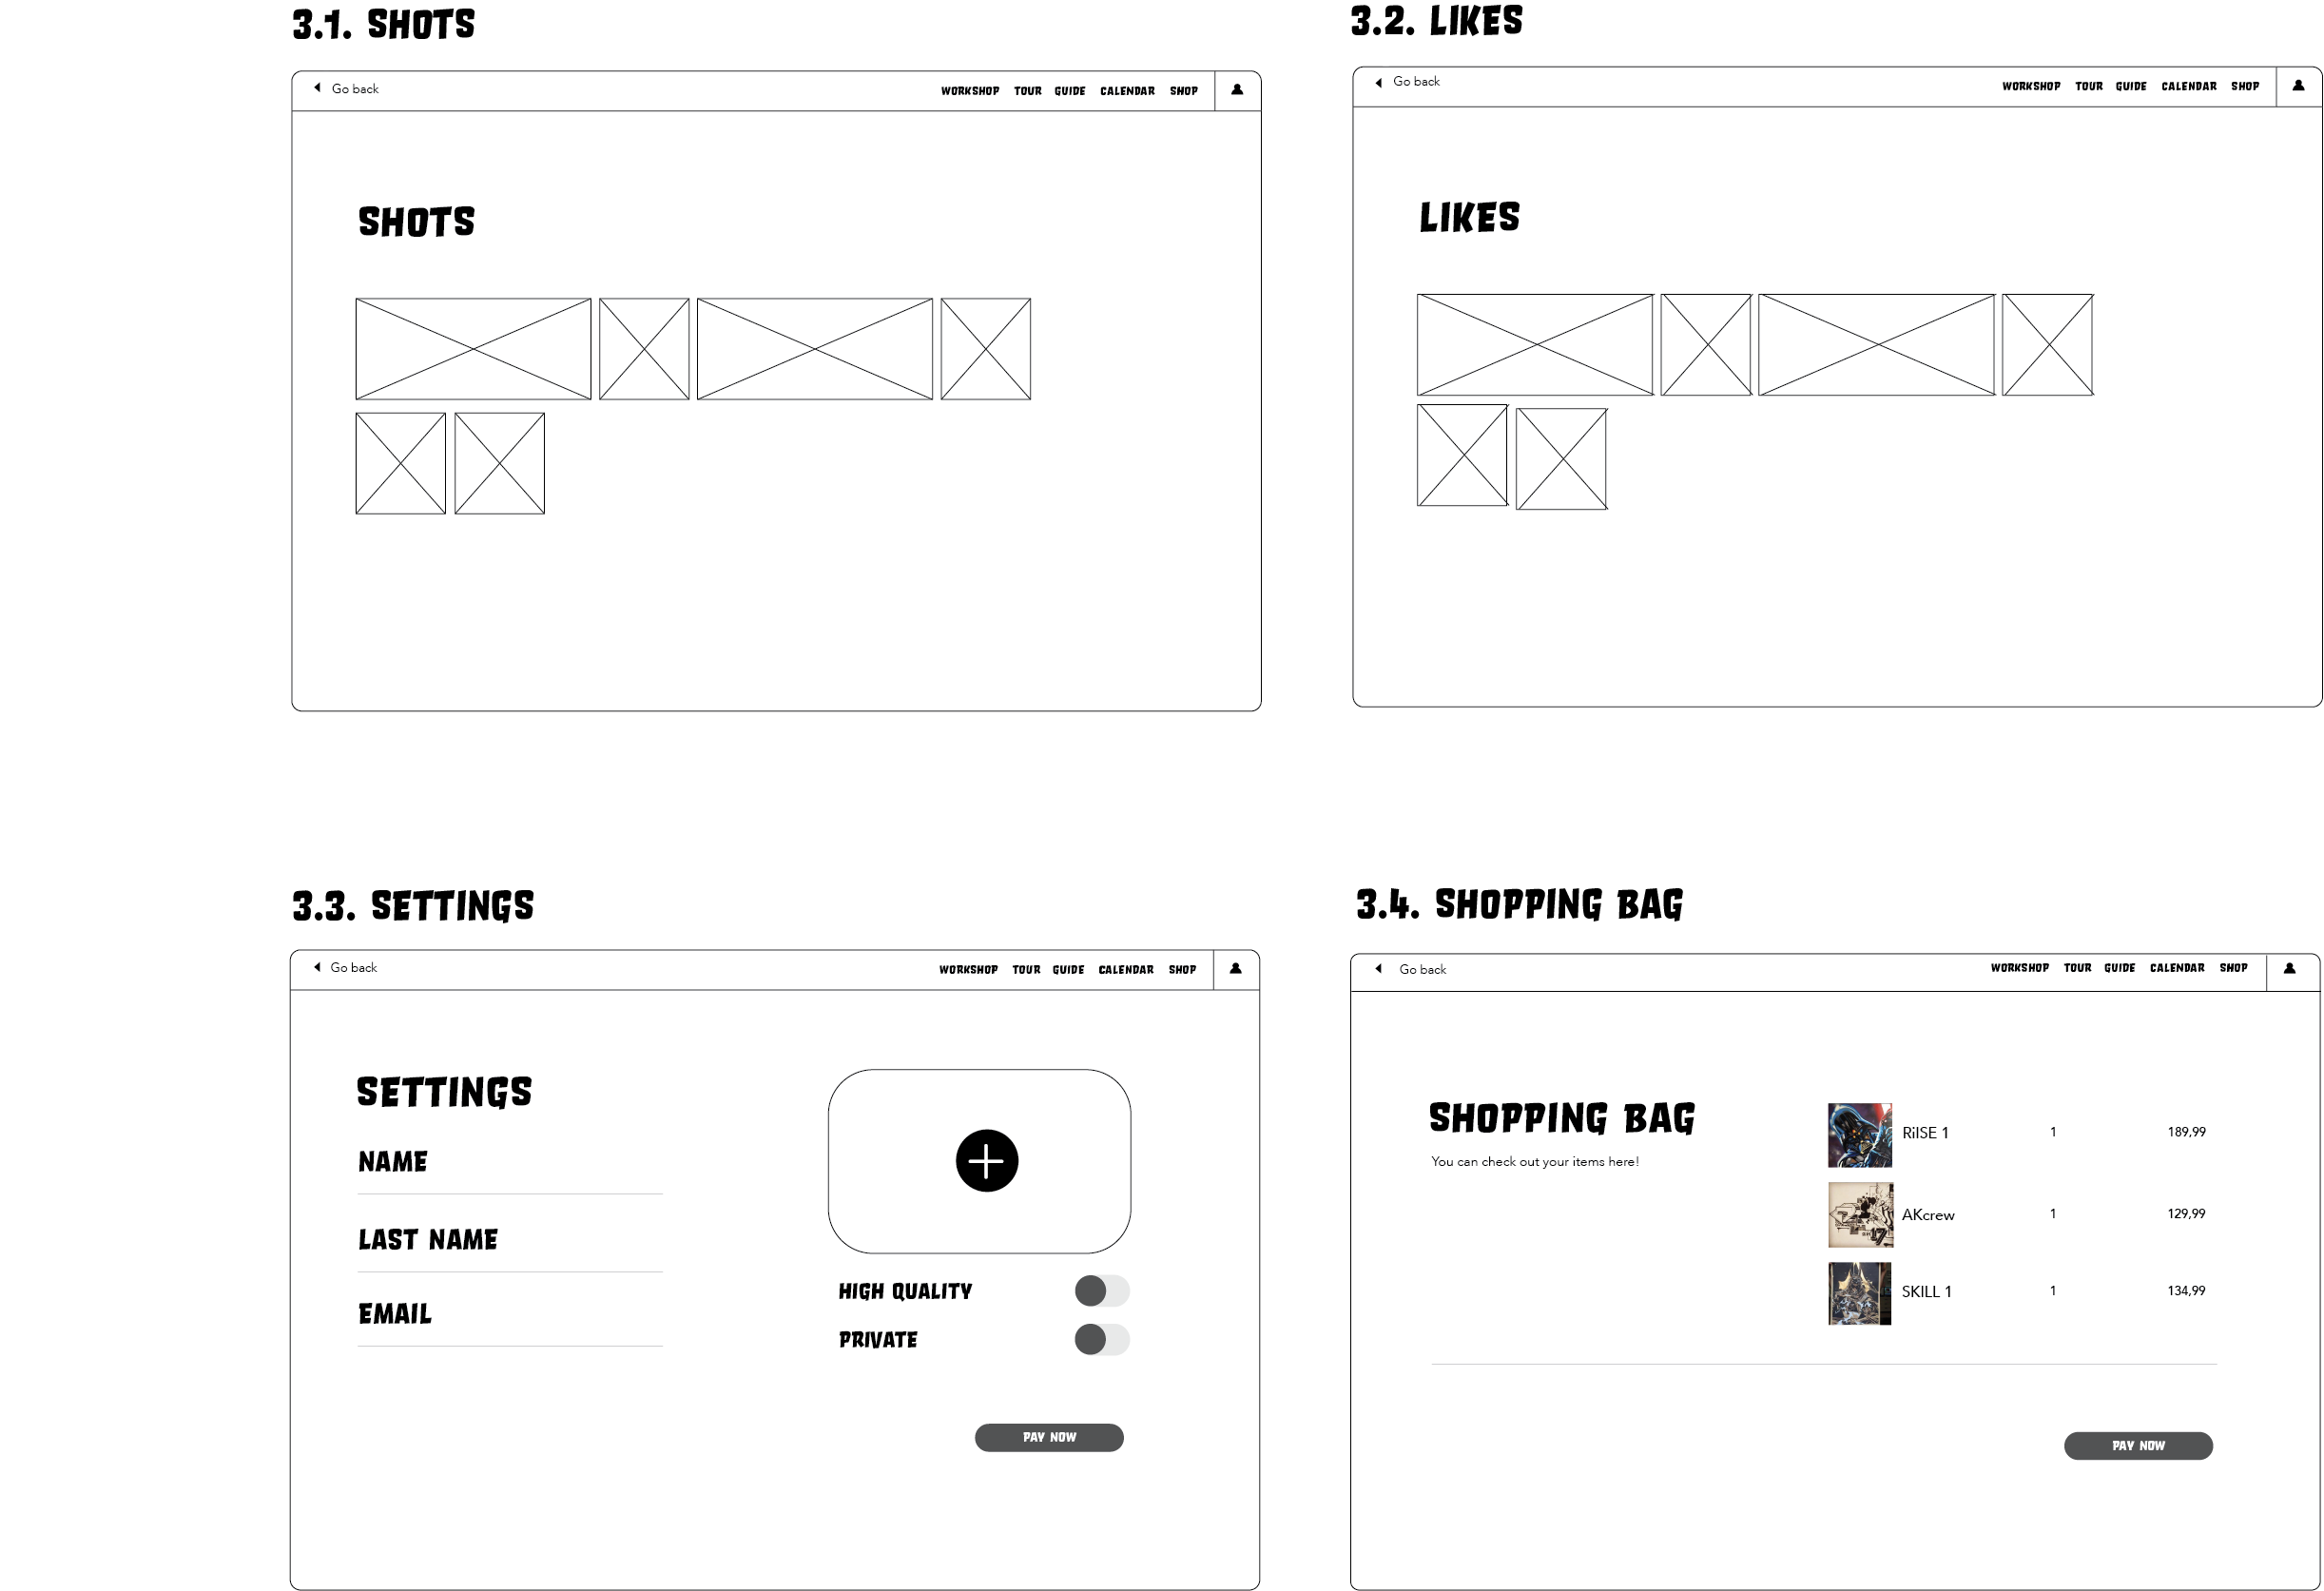 3.1. SHOTS
Go back
WORKSHOP TOUR GUIDE CALENDAR SHOP
SHOTS
3.2. LIKES
Go back
WORKSHOP TOUR GUIDE CALENDAR SHOP
LIKES
3.3. SETTINGS
Go back
WORKSHOP TOUR GUIDE CALENDAR SHOP
SETTINGS
NAME
LAST NAME
EMAIL
HIGH QUALITY
PRIVATE
PAY NOW
3.4. SHOPPING BAG
Go back
WORKSHOP TOUR GUIDE CALENDAR SHOP
SHOPPING BAG
You can check out your items here!
RiISE 1 1 189,99
AKcrew 1 129,99
SKILL 1 1 134,99
PAY NOW